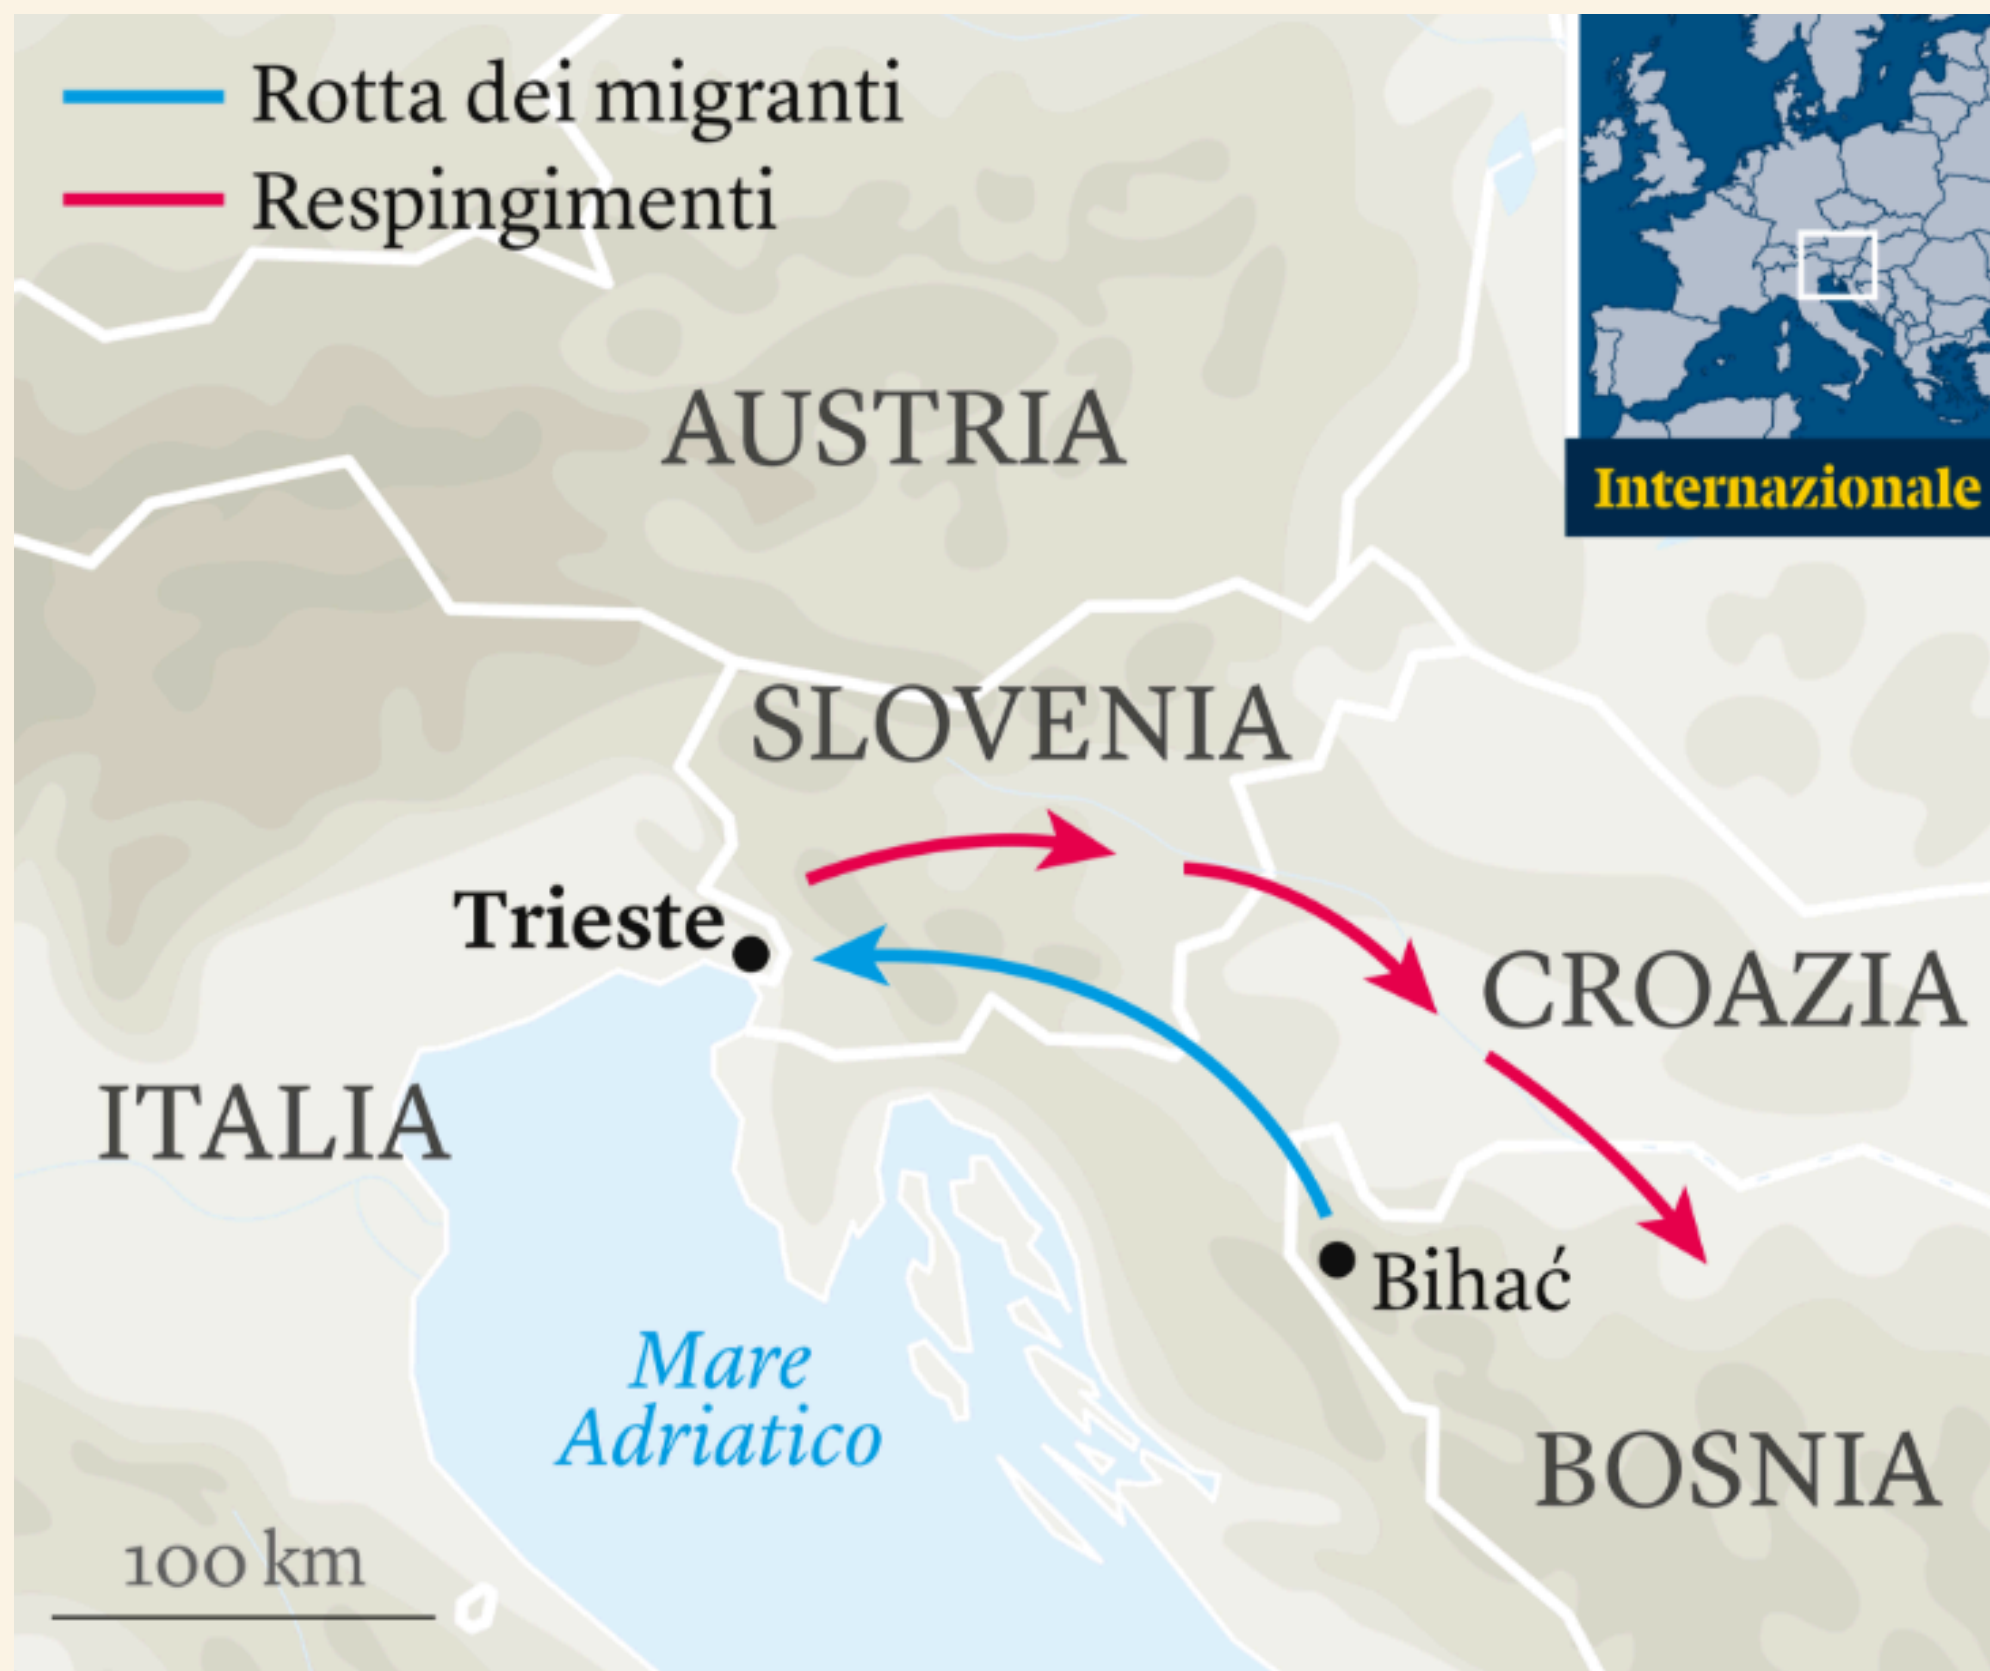 Rotta dei migranti
Respingimenti
Internazionale
AUSTRIA
SLOVENIA
Trieste
CROAZIA
ITALIA
Bihać
Mare
Adriatico
BOSNIA
100 km